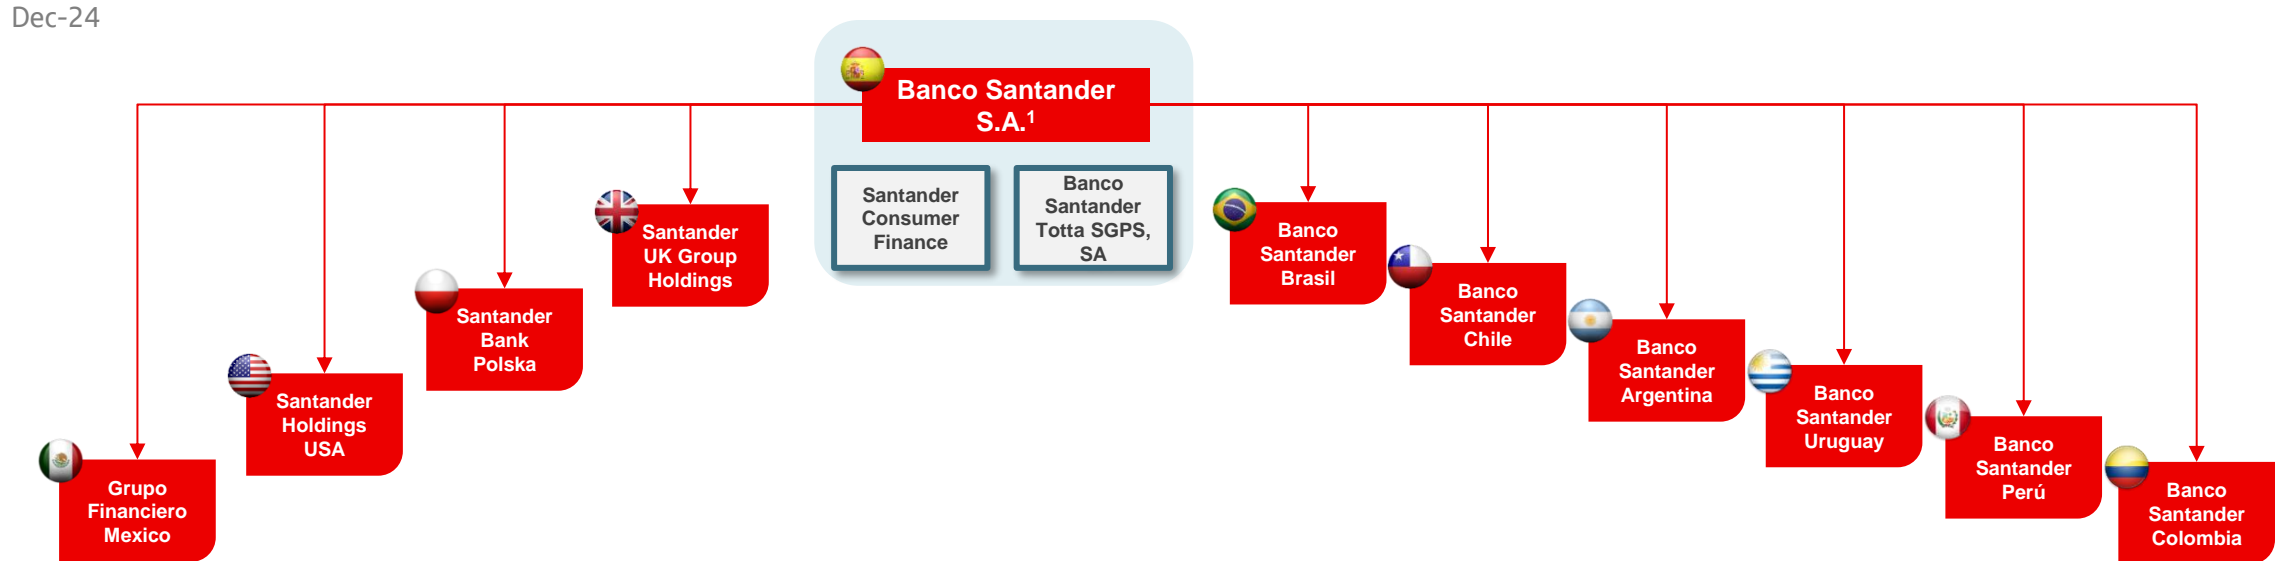 Dec-24
Banco Santander
S.A.¹
Santander
Consumer
Finance
Banco
Santander
Totta SGPS,
SA
Santander
UK Group
Holdings
Santander
Bank
Polska
Santander
Holdings
USA
Grupo
Financiero
Mexico
Banco
Santander
Brasil
Banco
Santander
Chile
Banco
Santander
Argentina
Banco
Santander
Uruguay
Banco
Santander
Perú
Banco
Santander
Colombia